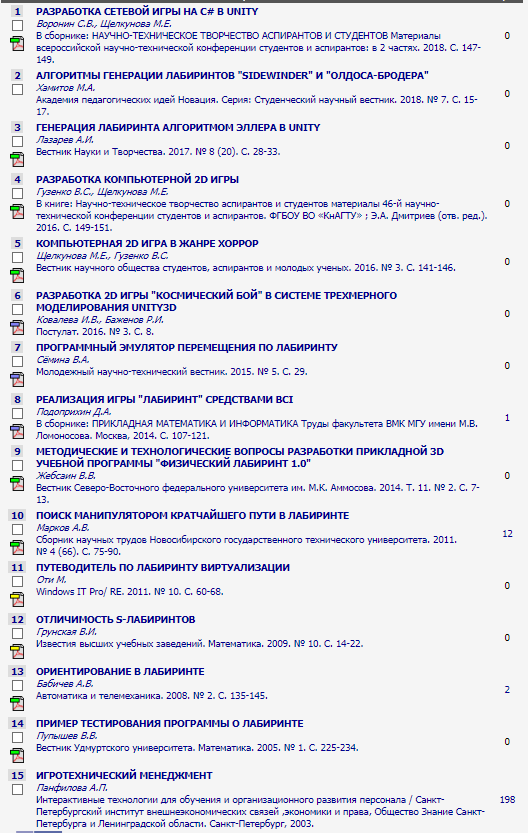 1 РАЗРАБОТКА СЕТЕВОЙ ИГРЫ НА C# В UNITY
Воронин С.В., Щелкунова М.Е.
В сборнике: НАУЧНО-ТЕХНИЧЕСКОЕ ТВОРЧЕСТВО АСПИРАНТОВ И СТУДЕНТОВ Материалы
всероссийской научно-технической конференции студентов и аспирантов: в 2 частях. 2018. С. 147-
149.
0
2 АЛГОРИТМЫ ГЕНЕРАЦИИ ЛАБИРИНТОВ "SIDEWINDER" И "ОЛДОСА-БРОДЕРА"
Хамитов М.А.
Академия педагогических идей Новация. Серия: Студенческий научный вестник. 2018. № 7. С. 15-
17.
0
3 ГЕНЕРАЦИЯ ЛАБИРИНТА АЛГОРИТМОМ ЭЛЛЕРА В UNITY
Лазарев А.И.
Вестник Науки и Творчества. 2017. № 8 (20). С. 28-33.
0
4 РАЗРАБОТКА КОМПЬЮТЕРНОЙ 2D ИГРЫ
Гузенко В.С., Щелкунова М.Е.
В книге: Научно-техническое творчество аспирантов и студентов материалы 46-й научно-
технической конференции студентов и аспирантов. ФГБОУ ВО «КнАГТУ» ; Э.А. Дмитриев (отв. ред.).
2016. С. 149-151.
0
5 КОМПЬЮТЕРНАЯ 2D ИГРА В ЖАНРЕ ХОРРОР
Щелкунова М.Е., Гузенко В.С.
Вестник научного общества студентов, аспирантов и молодых ученых. 2016. № 3. С. 141-146.
0
6 РАЗРАБОТКА 2D ИГРЫ "КОСМИЧЕСКИЙ БОЙ" В СИСТЕМЕ ТРЕХМЕРНОГО
МОДЕЛИРОВАНИЯ UNITY3D
Ковалева И.В., Баженов Р.И.
Постулат. 2016. № 3. С. 8.
0
7 ПРОГРАММНЫЙ ЭМУЛЯТОР ПЕРЕМЕЩЕНИЯ ПО ЛАБИРИНТУ
Сёмина В.А.
Молодежный научно-технический вестник. 2015. № 5. С. 29.
0
8 РЕАЛИЗАЦИЯ ИГРЫ "ЛАБИРИНТ" СРЕДСТВАМИ BCI
Подоприхин Д.А.
В сборнике: ПРИКЛАДНАЯ МАТЕМАТИКА И ИНФОРМАТИКА Труды факультета ВМК МГУ имени М.В.
Ломоносова. Москва, 2014. С. 107-121.
1
9 МЕТОДИЧЕСКИЕ И ТЕХНОЛОГИЧЕСКИЕ ВОПРОСЫ РАЗРАБОТКИ ПРИКЛАДНОЙ 3D
УЧЕБНОЙ ПРОГРАММЫ "ФИЗИЧЕСКИЙ ЛАБИРИНТ 1.0"
Жебсаин В.В.
Вестник Северо-Восточного федерального университета им. М.К. Аммосова. 2014. Т. 11. № 2. С. 7-
13.
0
10 ПОИСК МАНИПУЛЯТОРОМ КРАТЧАЙШЕГО ПУТИ В ЛАБИРИНТЕ
Марков А.В.
Сборник научных трудов Новосибирского государственного технического университета. 2011.
№ 4 (66). С. 75-90.
12
11 ПУТЕВОДИТЕЛЬ ПО ЛАБИРИНТУ ВИРТУАЛИЗАЦИИ
Оти М.
Windows IT Pro/ RE. 2011. № 10. С. 60-68.
0
12 ОТЛИЧИМОСТЬ S-ЛАБИРИНТОВ
Грунская В.И.
Известия высших учебных заведений. Математика. 2009. № 10. С. 14-22.
0
13 ОРИЕНТИРОВАНИЕ В ЛАБИРИНТЕ
Бабичев А.В.
Автоматика и телемеханика. 2008. № 2. С. 135-145.
2
14 ПРИМЕР ТЕСТИРОВАНИЯ ПРОГРАММЫ О ЛАБИРИНТЕ
Пупышев В.В.
Вестник Удмуртского университета. Математика. 2005. № 1. С. 225-234.
0
15 ИГРОТЕХНИЧЕСКИЙ МЕНЕДЖМЕНТ
Панфилова А.П.
Интерактивные технологии для обучения и организационного развития персонала / Санкт-
Петербургский институт внешнеэкономических связей ,экономики и права, Общество Знание Санкт-
Петербурга и Ленинградской области. Санкт-Петербург, 2003.
198